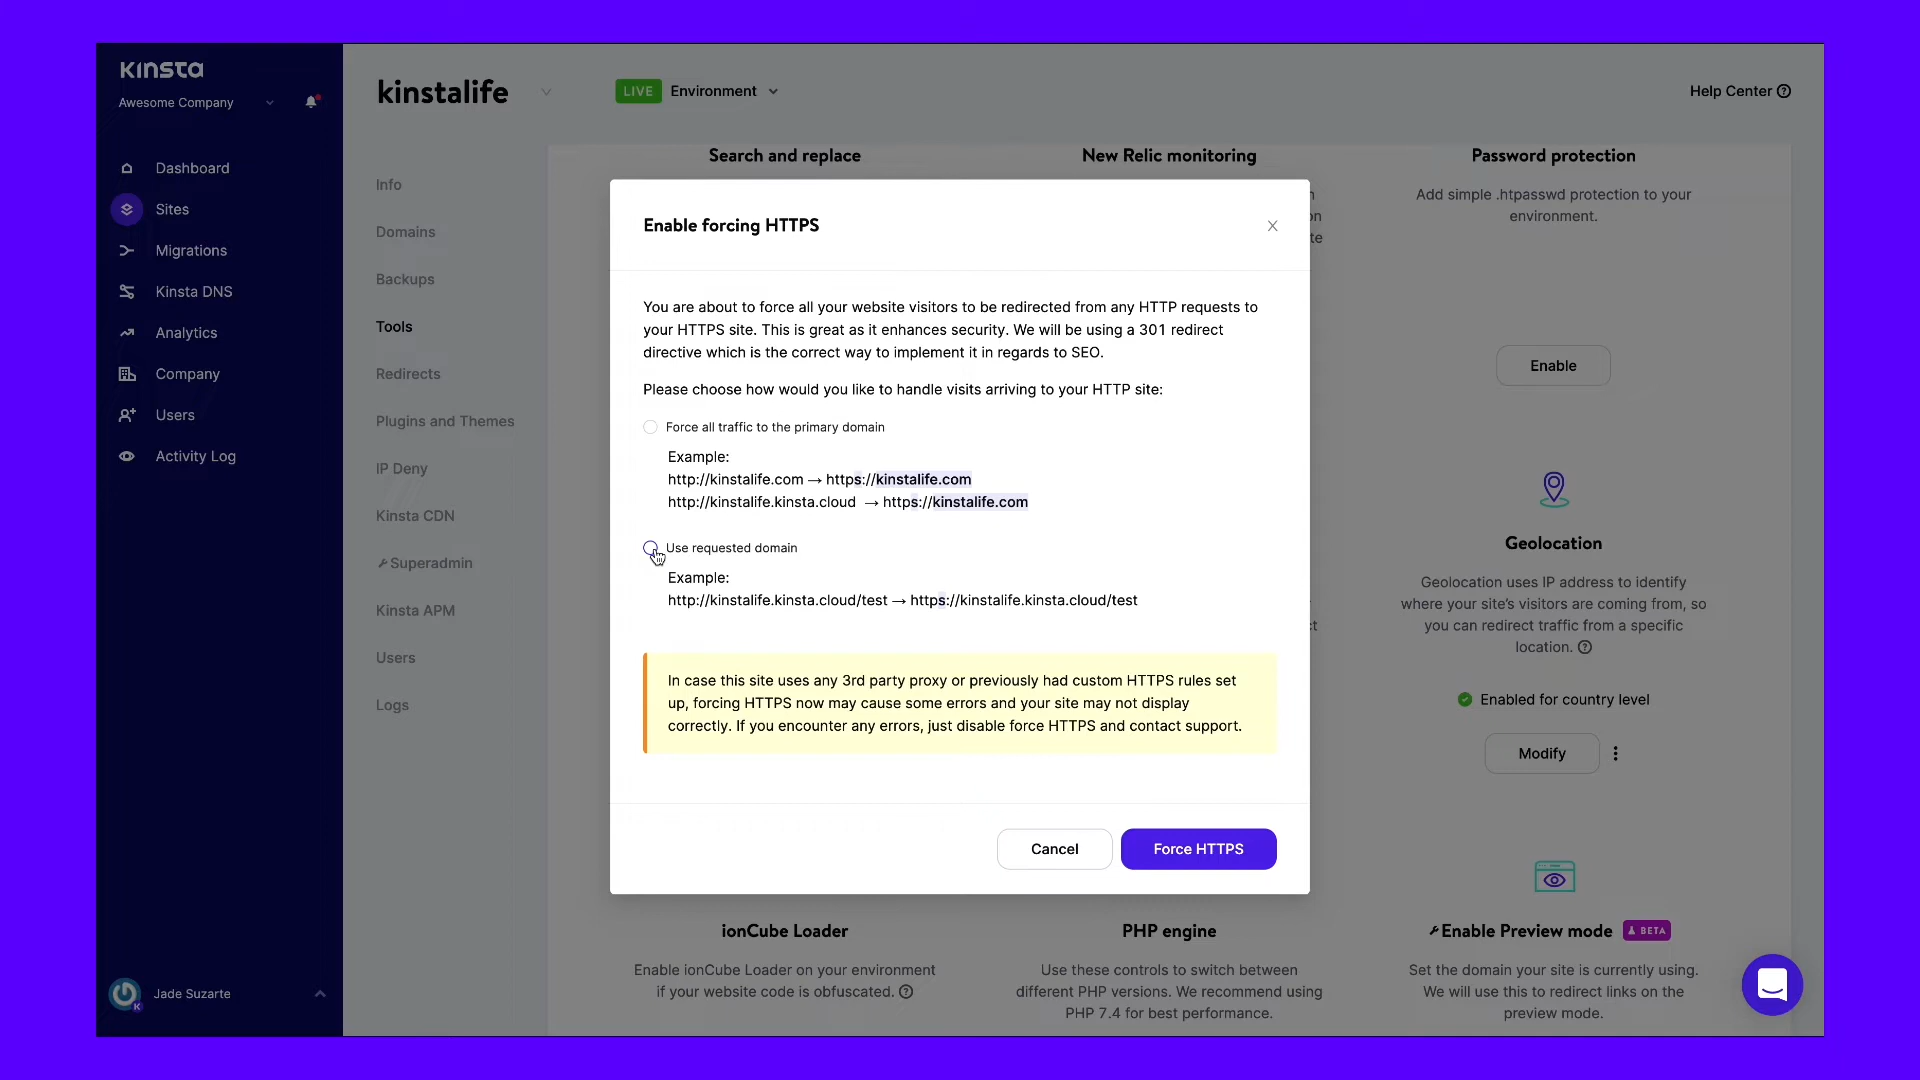 KINSTA
Awesome Company
Dashboard
Sites
Migrations
Kinsta DNS
Analytics
Company
Users
Activity Log
Jade Suzarte
K
kinstalife
LIVE Environment
Help Center ?
Info
Domains
Backups
Tools
Redirects
Plugins and Themes
IP Deny
Kinsta CDN
Superadmin
Kinsta APM
Users
Logs
Search and replace
New Relic monitoring
n
on
te
Password protection
Add simple .htpasswd protection to your
environment.
Enable
Enable forcing HTTPS
You are about to force all your website visitors to be redirected from any HTTP requests to
your HTTPS site. This is great as it enhances security. We will be using a 301 redirect
directive which is the correct way to implement it in regards to SEO.
Please choose how would you like to handle visits arriving to your HTTP site:
Force all traffic to the primary domain
Example:
http://kinstalife.com → https://kinstalife.com
http://kinstalife.kinsta.cloud → https://kinstalife.com
Use requested domain
Example:
http://kinstalife.kinsta.cloud/test → https://kinstalife.kinsta.cloud/test
In case this site uses any 3rd party proxy or previously had custom HTTPS rules set
up, forcing HTTPS now may cause some errors and your site may not display
correctly. If you encounter any errors, just disable force HTTPS and contact support.
Cancel
Force HTTPS
ct
Geolocation
Geolocation uses IP address to identify
where your site's visitors are coming from, so
you can redirect traffic from a specific
location. ?
Enabled for country level
Modify
ionCube Loader
Enable ionCube Loader on your environment
if your website code is obfuscated. ?
PHP engine
Use these controls to switch between
different PHP versions. We recommend using
PHP 7.4 for best performance.
Enable Preview mode BETA
Set the domain your site is currently using.
We will use this to redirect links on the
preview mode.